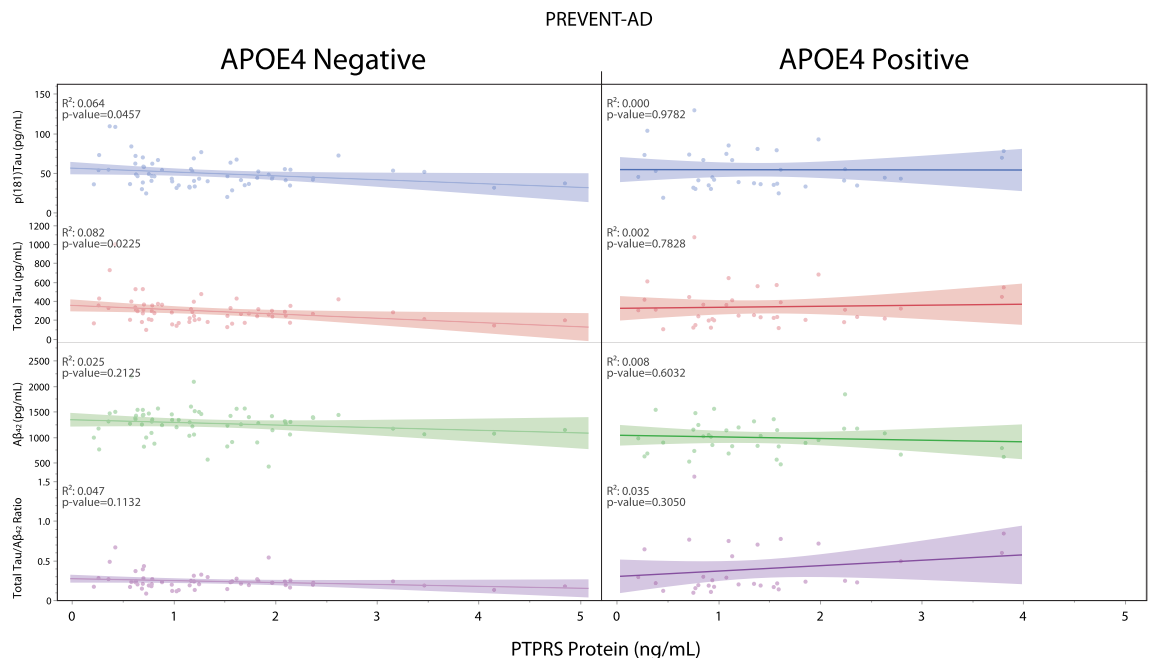 PREVENT-AD
APOE4 Negative
APOE4 Positive
p(181)Tau (pg/mL)
150
100
50
0
R²: 0.064
p-value=0.0457
R²: 0.000
p-value=0.9782
Total Tau (pg/mL)
1200
1000
800
600
400
200
0
R²: 0.082
p-value=0.0225
R²: 0.002
p-value=0.7828
Aβ₄₂ (pg/mL)
2500
2000
1500
1000
500
R²: 0.025
p-value=0.2125
R²: 0.008
p-value=0.6032
Total Tau/Aβ₄₂ Ratio
1.5
1.0
0.5
0
R²: 0.047
p-value=0.1132
R²: 0.035
p-value=0.3050
0 1 2 3 4 5
0 1 2 3 4 5
PTPRS Protein (ng/mL)